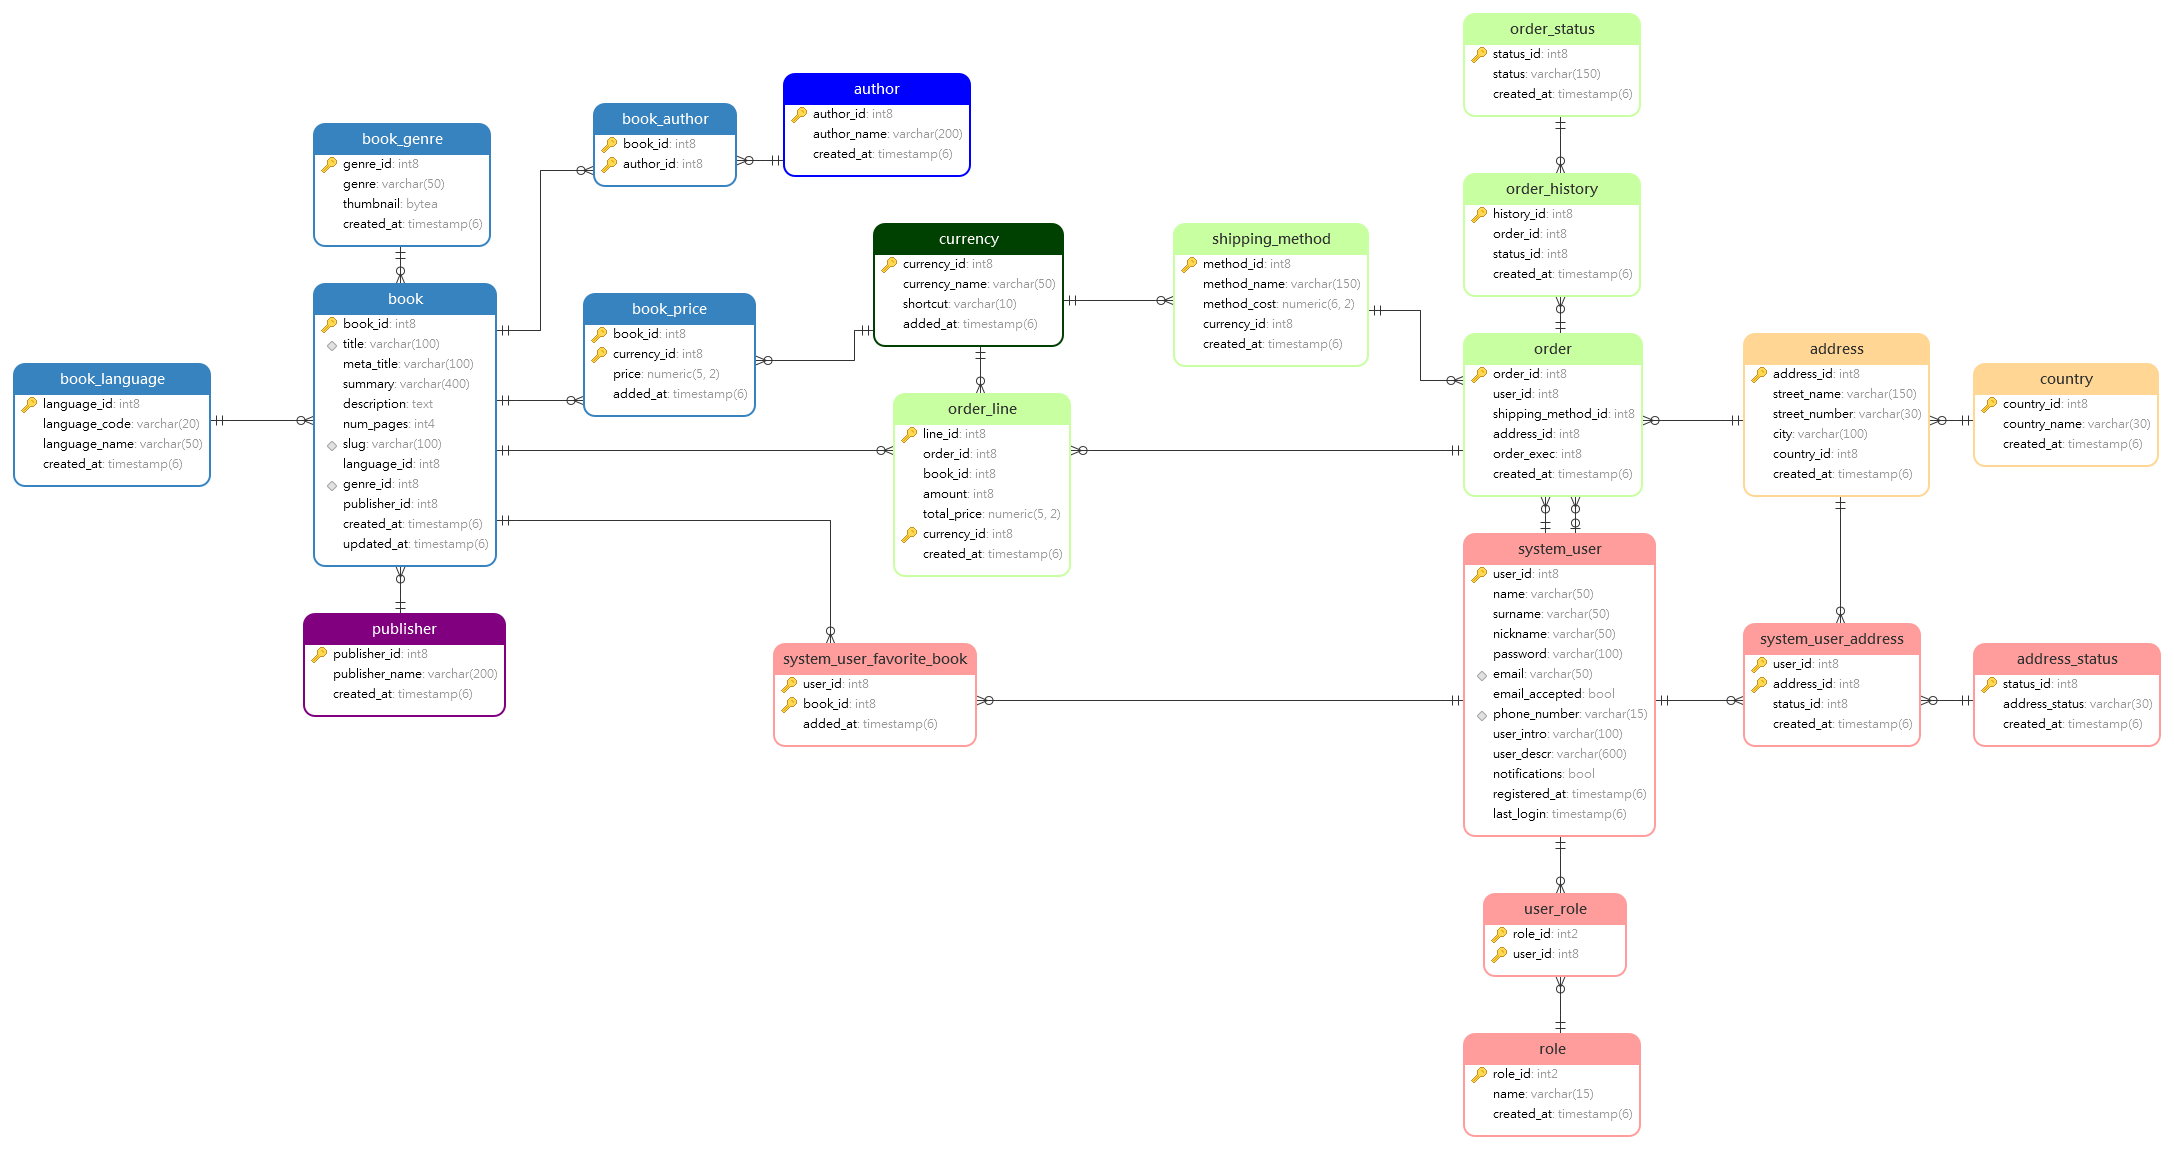 order_status
status_id: int8
status: varchar(150)
created_at: timestamp(6)
author
author_id: int8
author_name: varchar(200)
created_at: timestamp(6)
book_author
book_id: int8
author_id: int8
book_genre
genre_id: int8
genre: varchar(50)
thumbnail: bytea
created_at: timestamp(6)
order_history
history_id: int8
order_id: int8
status_id: int8
created_at: timestamp(6)
currency
currency_id: int8
currency_name: varchar(50)
shortcut: varchar(10)
added_at: timestamp(6)
shipping_method
method_id: int8
method_name: varchar(150)
method_cost: numeric(6, 2)
currency_id: int8
created_at: timestamp(6)
book
book_id: int8
title: varchar(100)
meta_title: varchar(100)
summary: varchar(400)
description: text
num_pages: int4
slug: varchar(100)
language_id: int8
genre_id: int8
publisher_id: int8
created_at: timestamp(6)
updated_at: timestamp(6)
book_price
book_id: int8
currency_id: int8
price: numeric(5, 2)
added_at: timestamp(6)
order
order_id: int8
user_id: int8
shipping_method_id: int8
address_id: int8
order_exec: int8
created_at: timestamp(6)
address
address_id: int8
street_name: varchar(150)
street_number: varchar(30)
city: varchar(100)
country_id: int8
created_at: timestamp(6)
country
country_id: int8
country_name: varchar(30)
created_at: timestamp(6)
book_language
language_id: int8
language_code: varchar(20)
language_name: varchar(50)
created_at: timestamp(6)
order_line
line_id: int8
order_id: int8
book_id: int8
amount: int8
total_price: numeric(5, 2)
currency_id: int8
created_at: timestamp(6)
system_user
user_id: int8
name: varchar(50)
surname: varchar(50)
nickname: varchar(50)
password: varchar(100)
email: varchar(50)
email_accepted: bool
phone_number: varchar(15)
user_intro: varchar(100)
user_descr: varchar(600)
notifications: bool
registered_at: timestamp(6)
last_login: timestamp(6)
publisher
publisher_id: int8
publisher_name: varchar(200)
created_at: timestamp(6)
system_user_favorite_book
user_id: int8
book_id: int8
added_at: timestamp(6)
system_user_address
user_id: int8
address_id: int8
status_id: int8
created_at: timestamp(6)
address_status
status_id: int8
address_status: varchar(30)
created_at: timestamp(6)
user_role
role_id: int2
user_id: int8
role
role_id: int2
name: varchar(15)
created_at: timestamp(6)